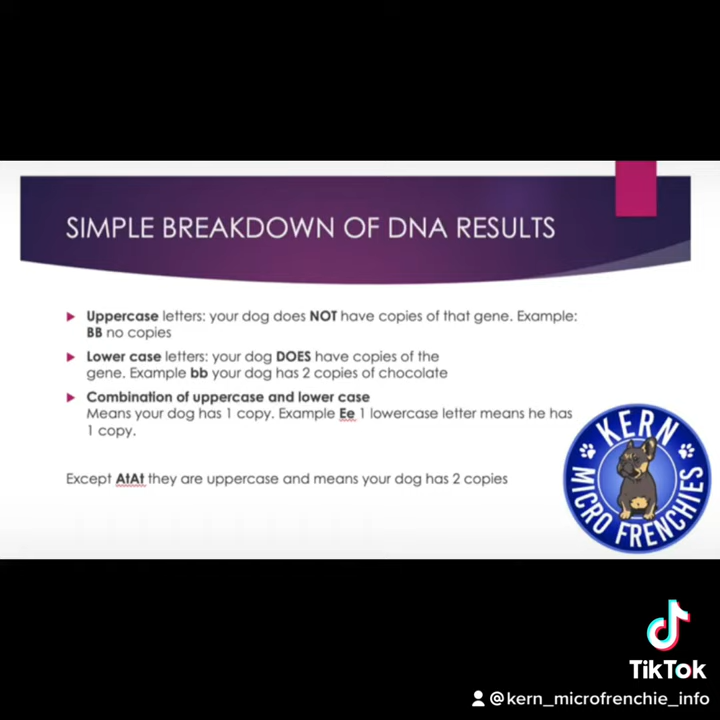 SIMPLE BREAKDOWN OF DNA RESULTS
Uppercase letters: your dog does NOT have copies of that gene. Example:
BB no copies
Lower case letters: your dog DOES have copies of the
gene. Example bb your dog has 2 copies of chocolate
Combination of uppercase and lower case
Means your dog has 1 copy. Example Ee 1 lowercase letter means he has
1 copy.
Except AtAt they are uppercase and means your dog has 2 copies
KERN
MICRO FRENCHIES
TikTok
@kern_microfrenchie_info